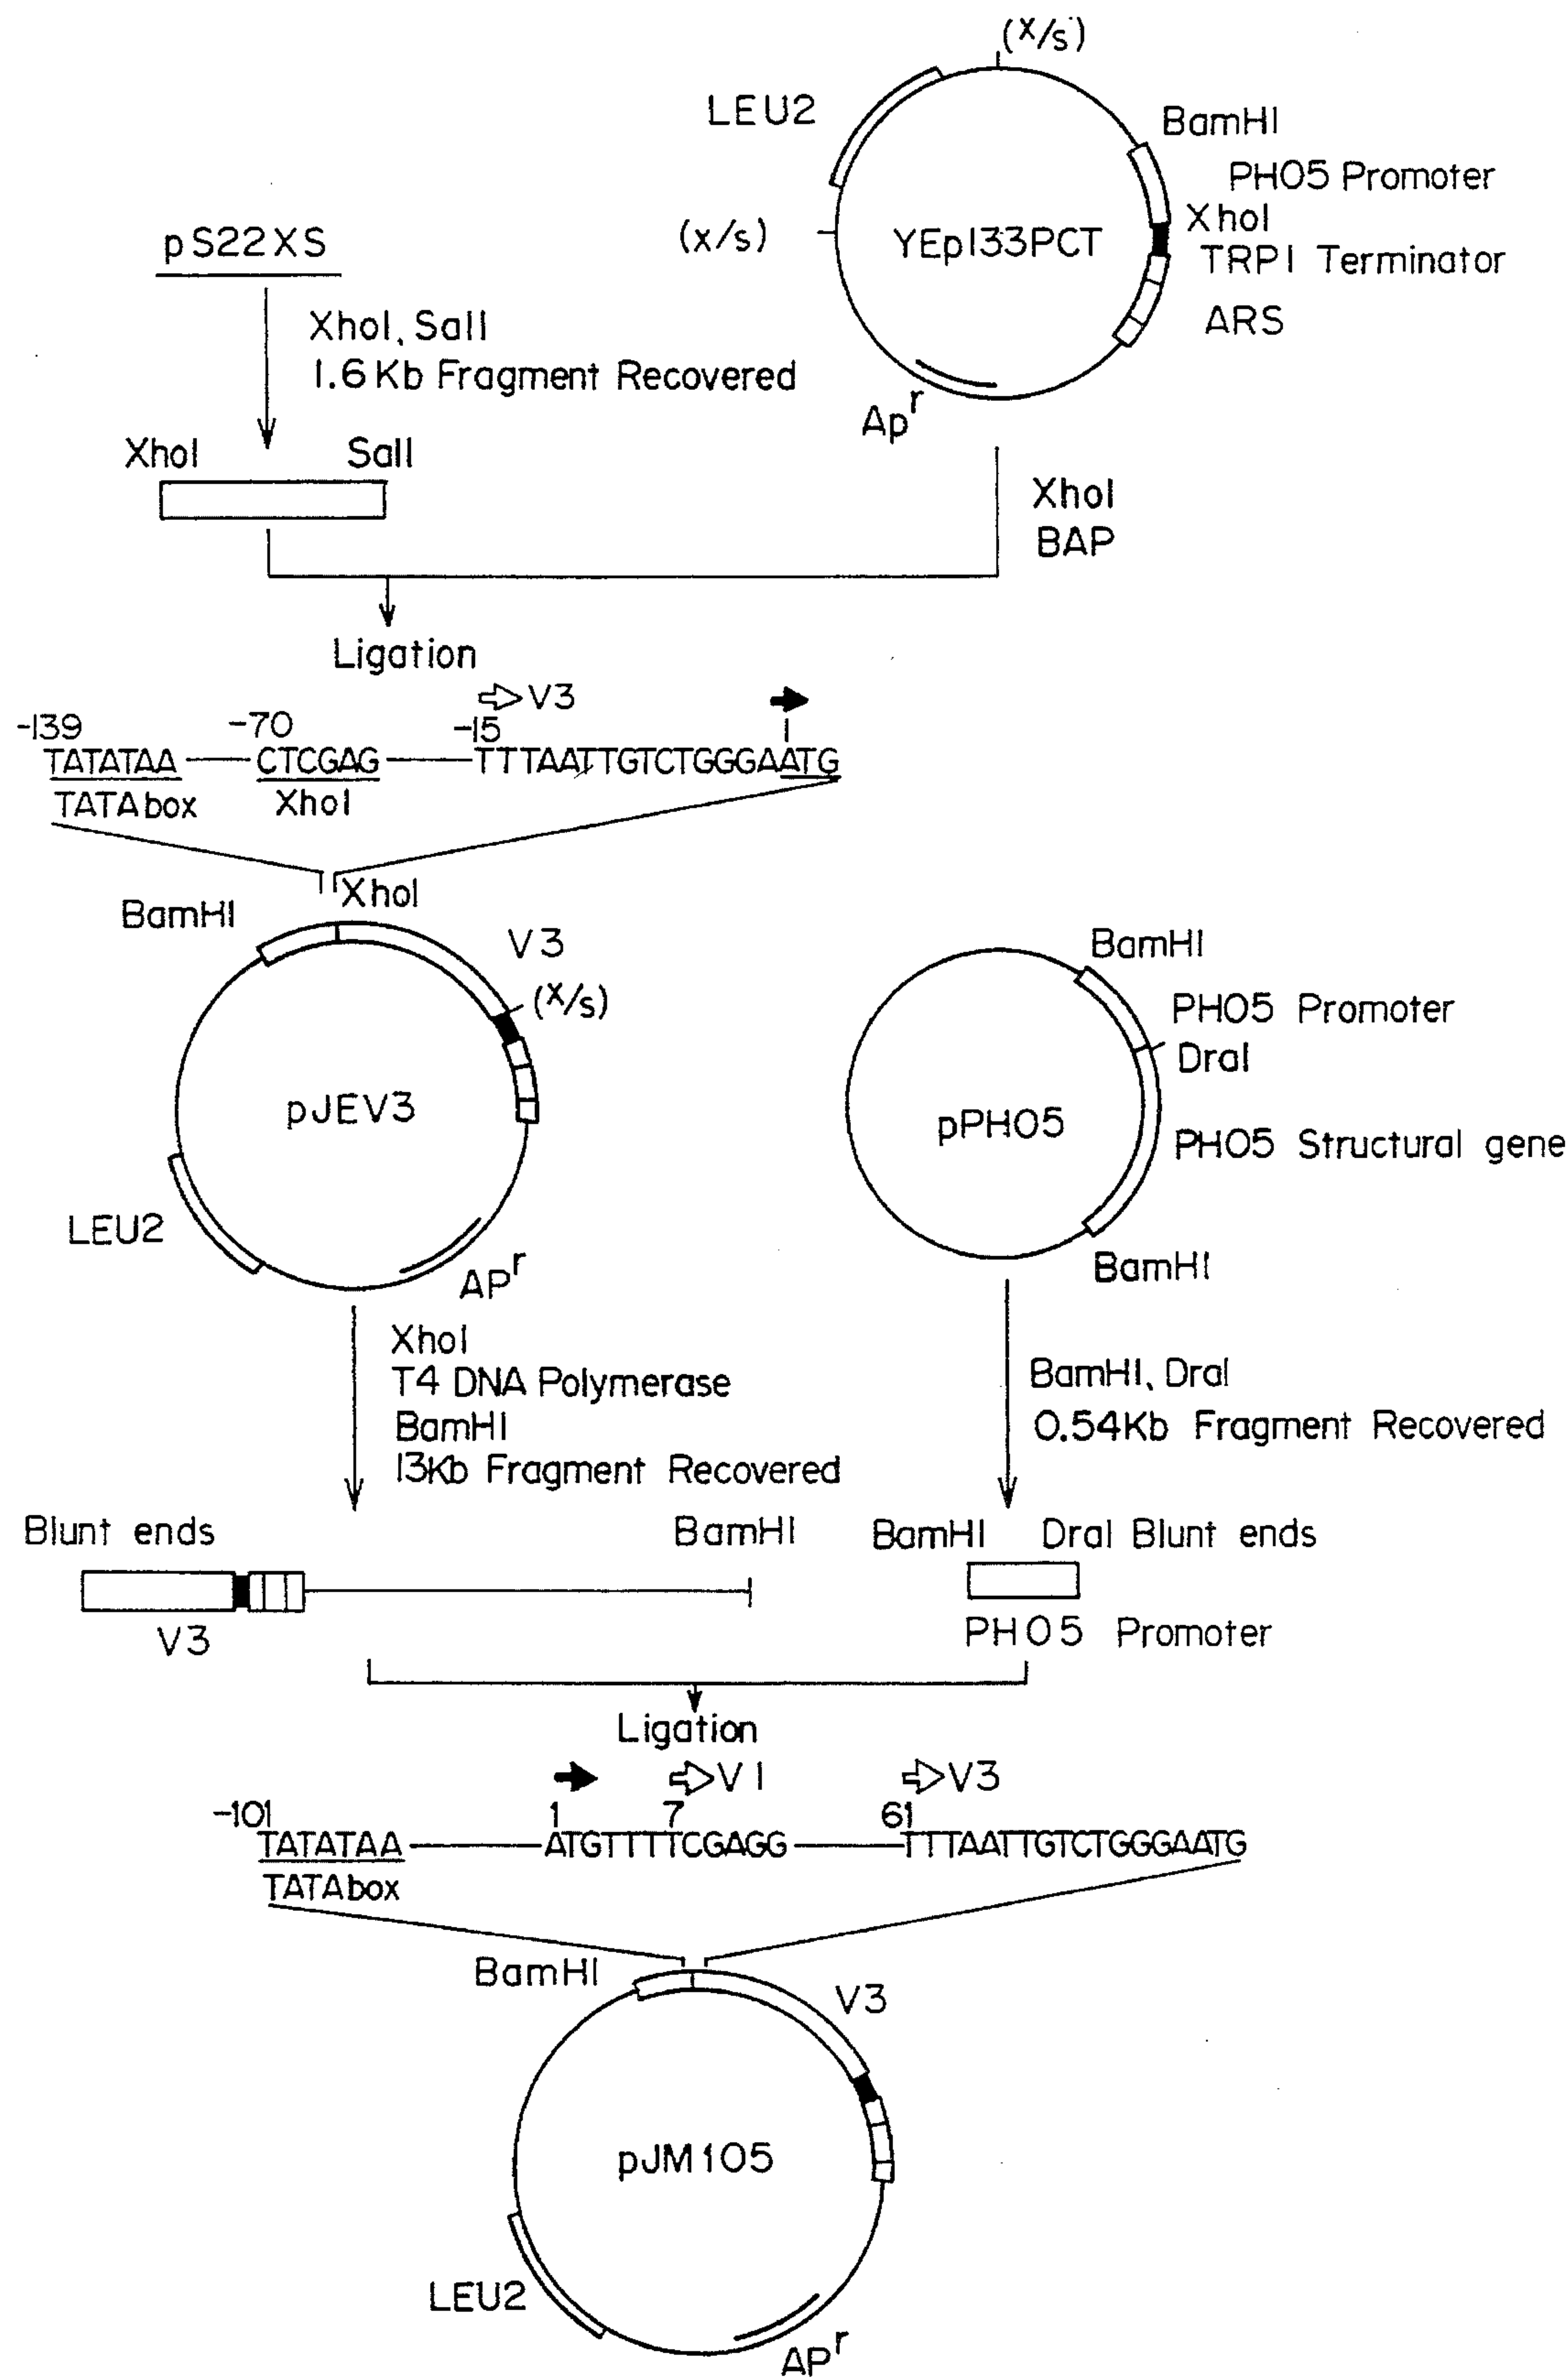 (X/S)
LEU2
BamHI
PHO5 Promoter
(X/S)
YEp133PCT
XhoI
TRP1 Terminator
ARS
Ap^r
pS22XS
XhoI, SalI
1.6 Kb Fragment Recovered
XhoI SalI
XhoI
BAP
Ligation
V3
-139 -70 -15 1
TATATAA CTCGAG TTTAATTGTCTGGGAATG
TATAbox XhoI
XhoI
BamHI
V3
(X/S)
pJEV3
LEU2
AP^r
BamHI
PHO5 Promoter
DraI
pPHO5
PHO5 Structural gene
BamHI
XhoI
T4 DNA Polymerase
BamHI
13Kb Fragment Recovered
BamHI, DraI
0.54Kb Fragment Recovered
Blunt ends BamHI
V3
BamHI DraI Blunt ends
PHO5 Promoter
Ligation
V1 V3
-101 1 7 61
TATATAA ATGTTTTCGAGG TTTAATTGTCTGGGAATG
TATAbox
BamHI
V3
pJM105
LEU2
AP^r